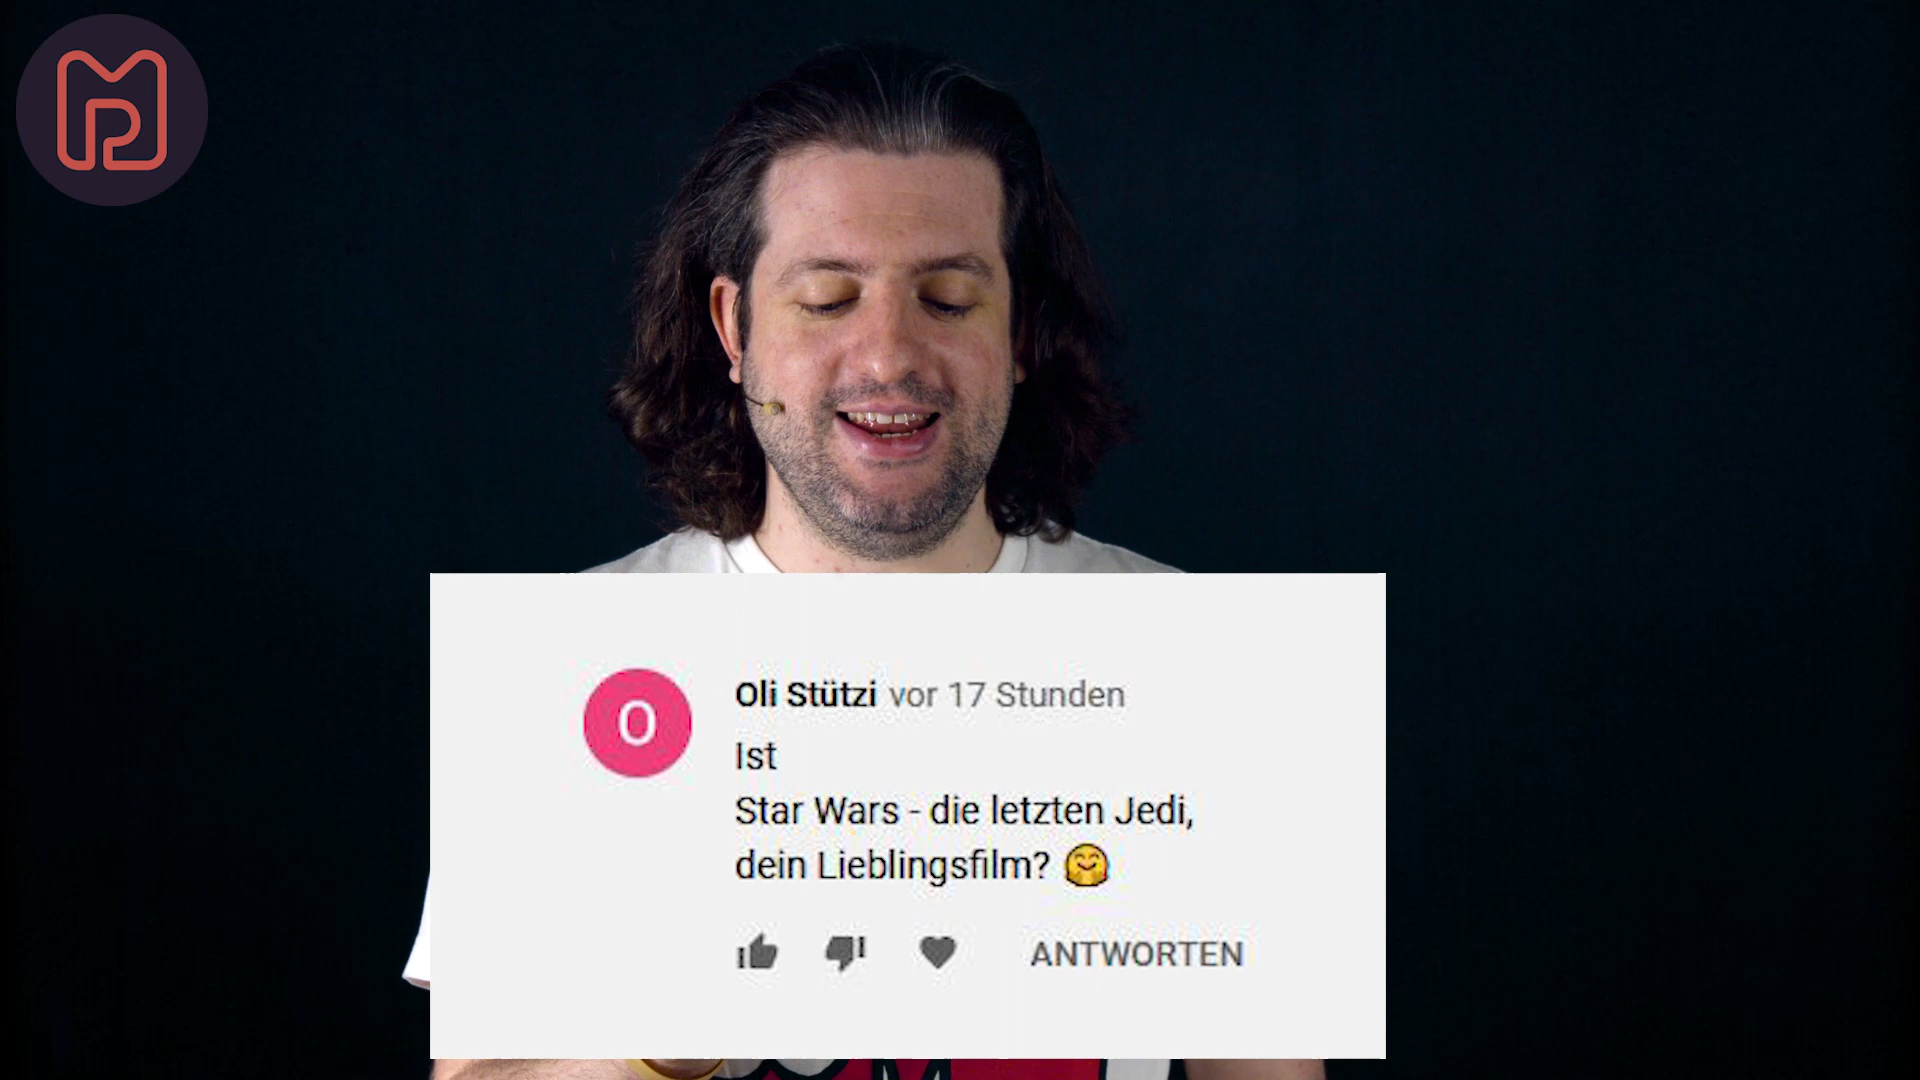 Oli Stützi vor 17 Stunden
Ist
Star Wars - die letzten Jedi,
dein Lieblingsfilm? 🤗
ANTWORTEN